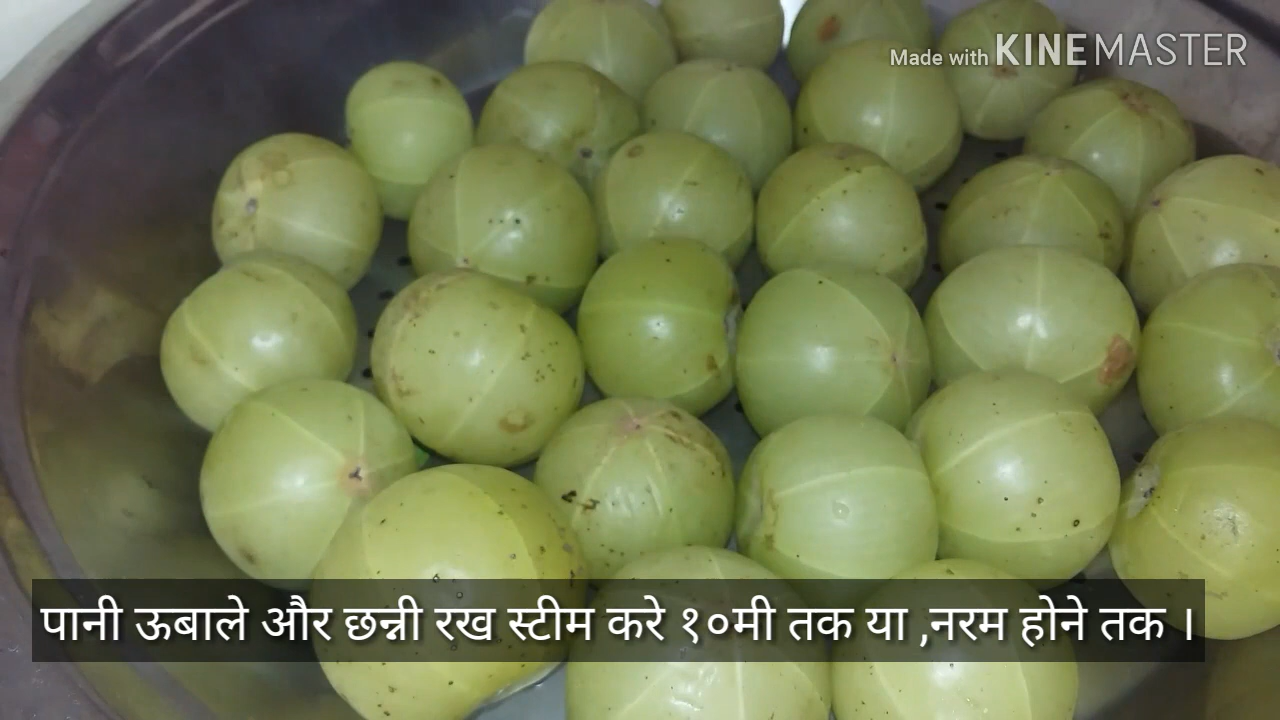 Made with KINEMASTER
पानी ऊबाले और छन्नी रख स्टीम करे १०मी तक या ,नरम होने तक ।